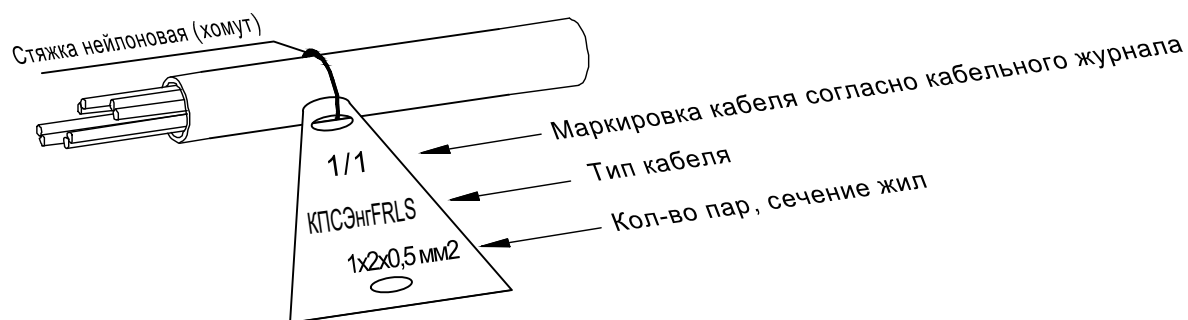 Стяжка нейлоновая (хомут)
Маркировка кабеля согласно кабельного журнала
1/1
Тип кабеля
КПСЭнгFRLS
Кол-во пар, сечение жил
1х2х0,5 мм2